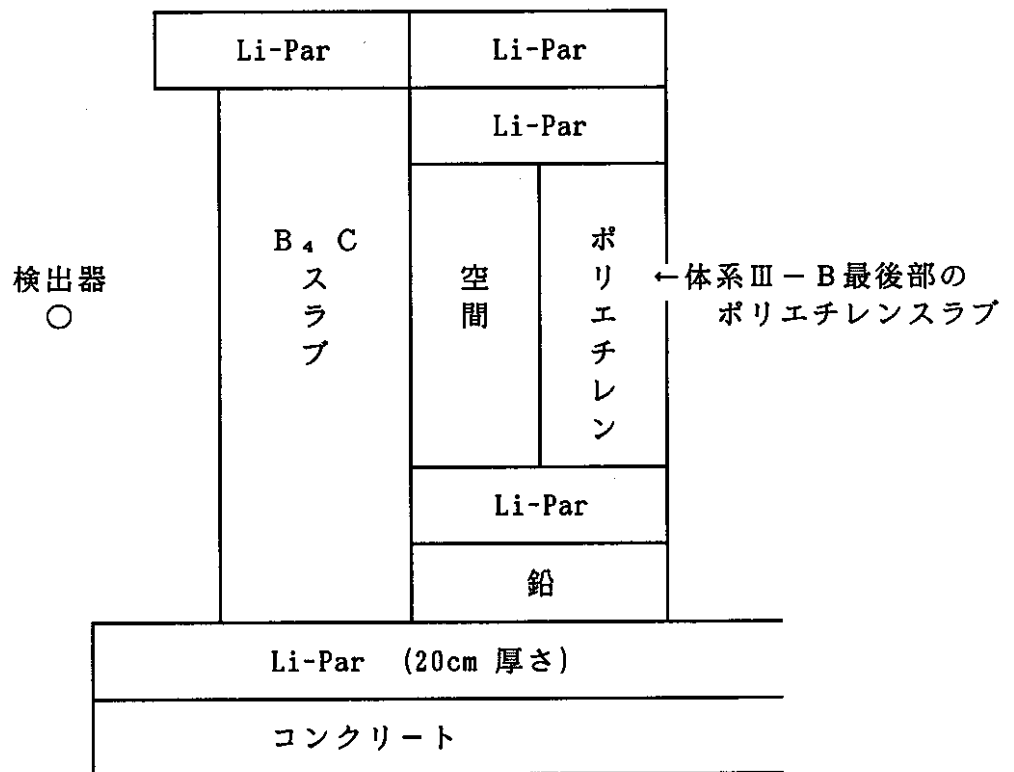 Li-Par
Li-Par
Li-Par
B₄C
スラブ
空間
ポリエチレン
←体系Ⅲ-B最後部の
ポリエチレンスラブ
検出器
○
Li-Par
鉛
Li-Par (20cm 厚さ)
コンクリート